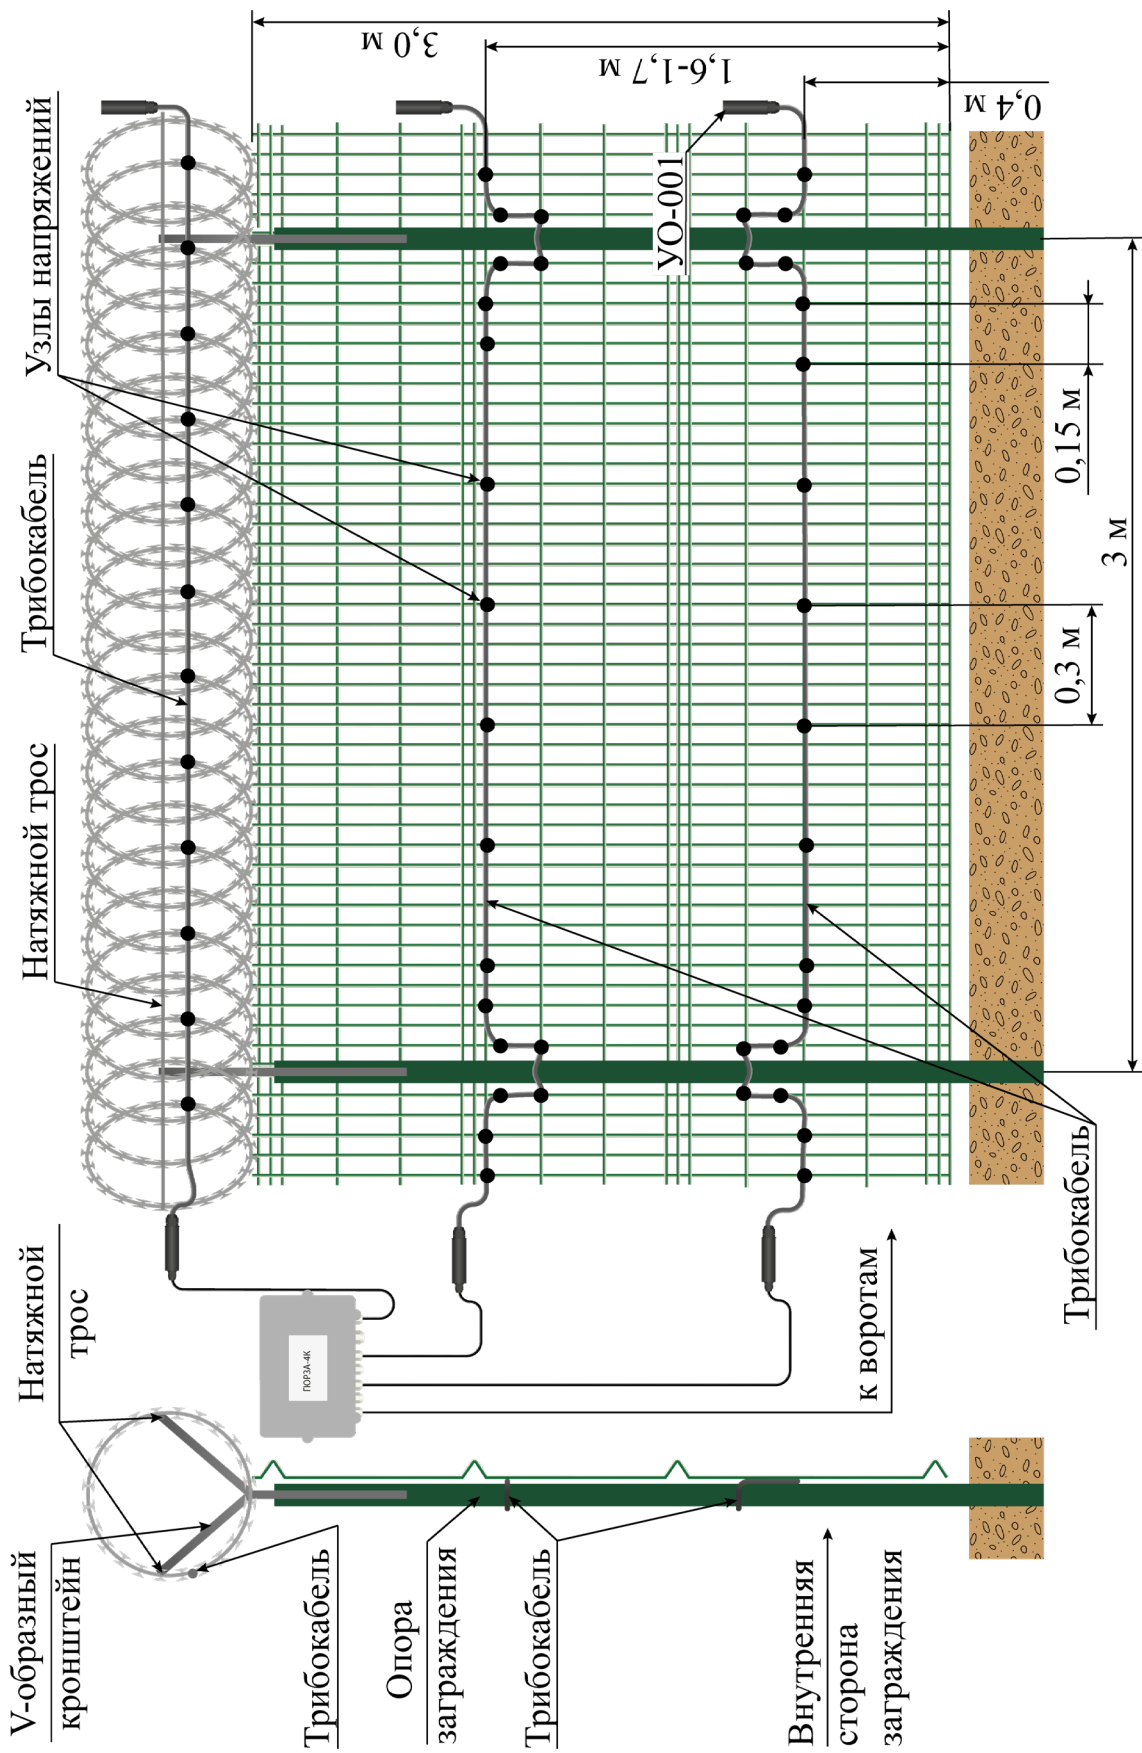 V-образный
кронштейн
Натяжной
трос
Натяжной трос
Трибокабель
Узлы напряжений
Трибокабель
ГЮРЗА-4К
3,0 м
1,6-1,7 м
0,4 м
УО-001
Опора
заграждения
Трибокабель
Внутренняя
сторона
заграждения
к воротам
Трибокабель
0,3 м
0,15 м
3 м